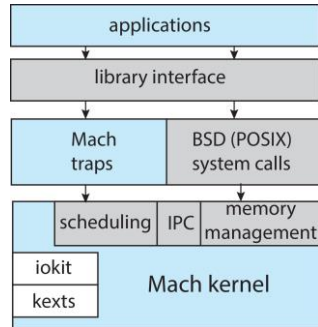 applications
library interface
Mach
traps
BSD (POSIX)
system calls
scheduling
IPC
memory
management
iokit
kexts
Mach kernel